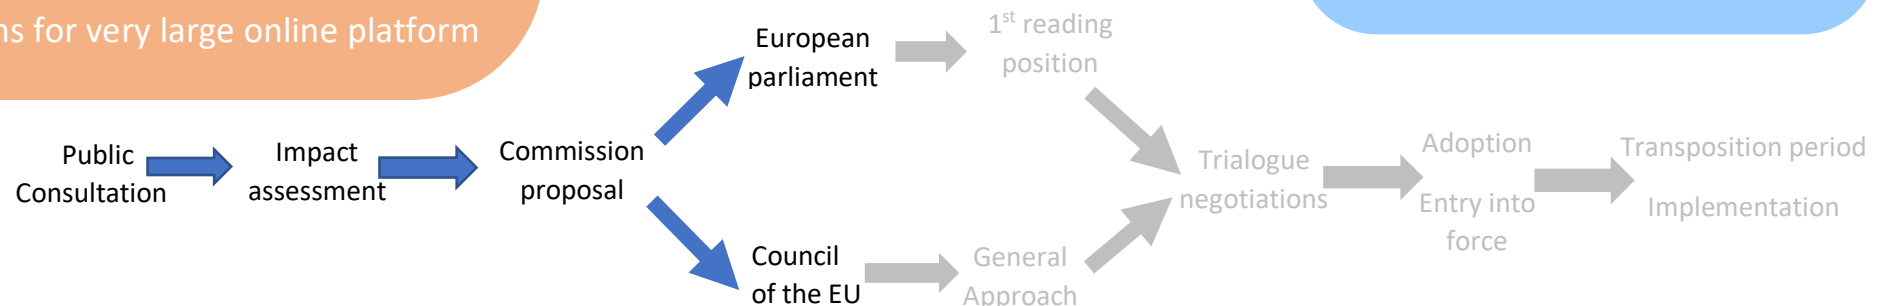 ns for very large online platform
European
parliament
1st reading
position
Public
Consultation
Impact
assessment
Commission
proposal
Trialogue
negotiations
Adoption
Entry into
force
Transposition period
Implementation
Council
of the EU
General
Approach